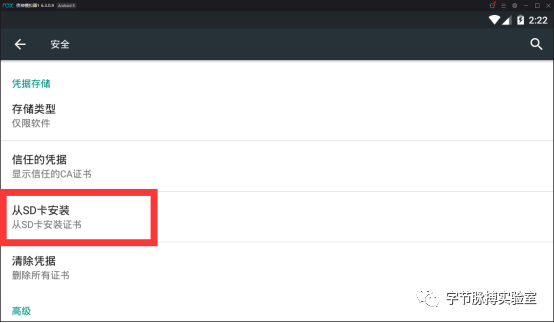 nox 夜神模拟器1 6.3.0.9 Android 5
2:22
安全
凭据存储
存储类型
仅限软件
信任的凭据
显示信任的CA证书
从SD卡安装
从SD卡安装证书
清除凭据
删除所有证书
字节脉搏实验室
高级